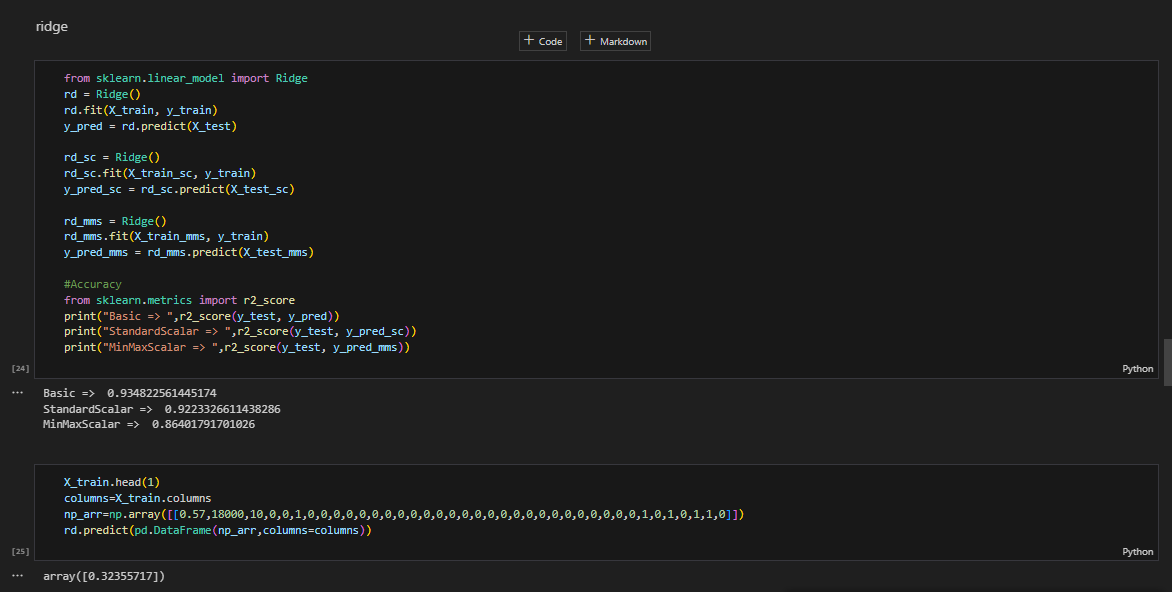 ridge
+ Code + Markdown
from sklearn.linear_model import Ridge
rd = Ridge()
rd.fit(X_train, y_train)
y_pred = rd.predict(X_test)
rd_sc = Ridge()
rd_sc.fit(X_train_sc, y_train)
y_pred_sc = rd_sc.predict(X_test_sc)
rd_mms = Ridge()
rd_mms.fit(X_train_mms, y_train)
y_pred_mms = rd_mms.predict(X_test_mms)
#Accuracy
from sklearn.metrics import r2_score
print("Basic => ",r2_score(y_test, y_pred))
print("StandardScalar => ",r2_score(y_test, y_pred_sc))
print("MinMaxScalar => ",r2_score(y_test, y_pred_mms))
[24] Python
... Basic => 0.934822561445174
StandardScalar => 0.9223326611438286
MinMaxScalar => 0.86401791701026
X_train.head(1)
columns=X_train.columns
np_arr=np.array([[0.57,18000,10,0,0,1,0,0,0,0,0,0,0,0,0,0,0,0,0,0,0,0,0,0,0,0,0,0,0,0,0,0,1,0,1,0,1,1,0]])
rd.predict(pd.DataFrame(np_arr,columns=columns))
[25] Python
... array([0.32355717])